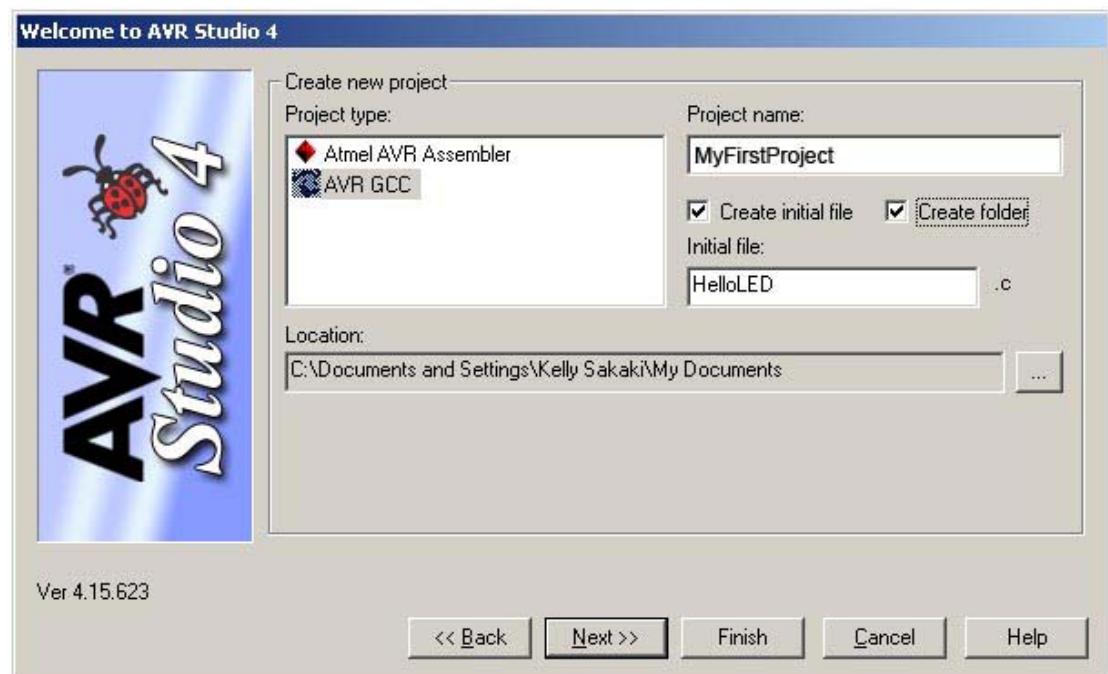 Welcome to AVR Studio 4
AVR® Studio 4
Create new project
Project type:
Atmel AVR Assembler
AVR GCC
Project name:
MyFirstProject
Create initial file
Create folder
Initial file:
HelloLED
.c
Location:
C:\Documents and Settings\Kelly Sakaki\My Documents
...
Ver 4.15.623
<< Back
Next >>
Finish
Cancel
Help